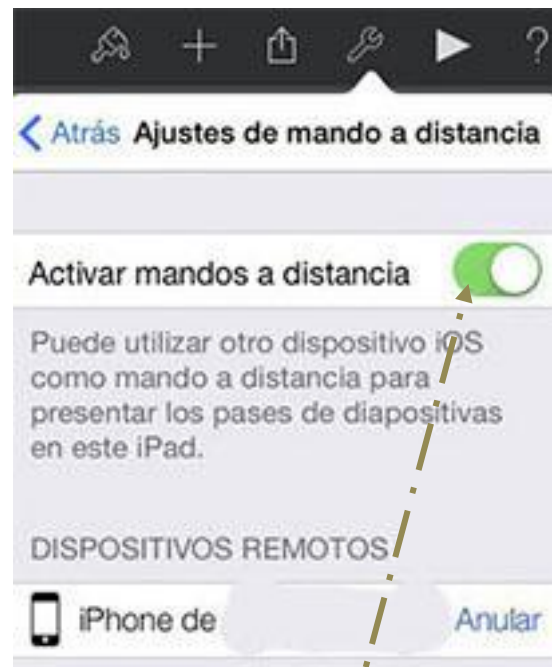 ?
Atrás Ajustes de mando a distancia
Activar mandos a distancia
Puede utilizar otro dispositivo iOS
como mando a distancia para
presentar los pases de diapositivas
en este iPad.
DISPOSITIVOS REMOTOS
iPhone de Anular